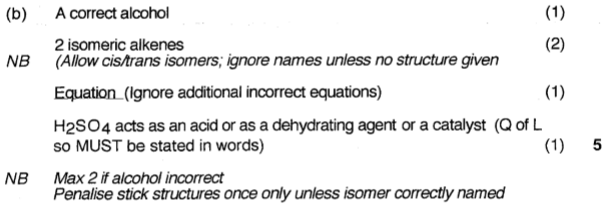 (b) A correct alcohol (1)
2 isomeric alkenes (2)
NB (Allow cis/trans isomers; ignore names unless no structure given
Equation (Ignore additional incorrect equations) (1)
H2SO4 acts as an acid or as a dehydrating agent or a catalyst (Q of L
so MUST be stated in words) (1) 5
NB Max 2 if alcohol incorrect
Penalise stick structures once only unless isomer correctly named